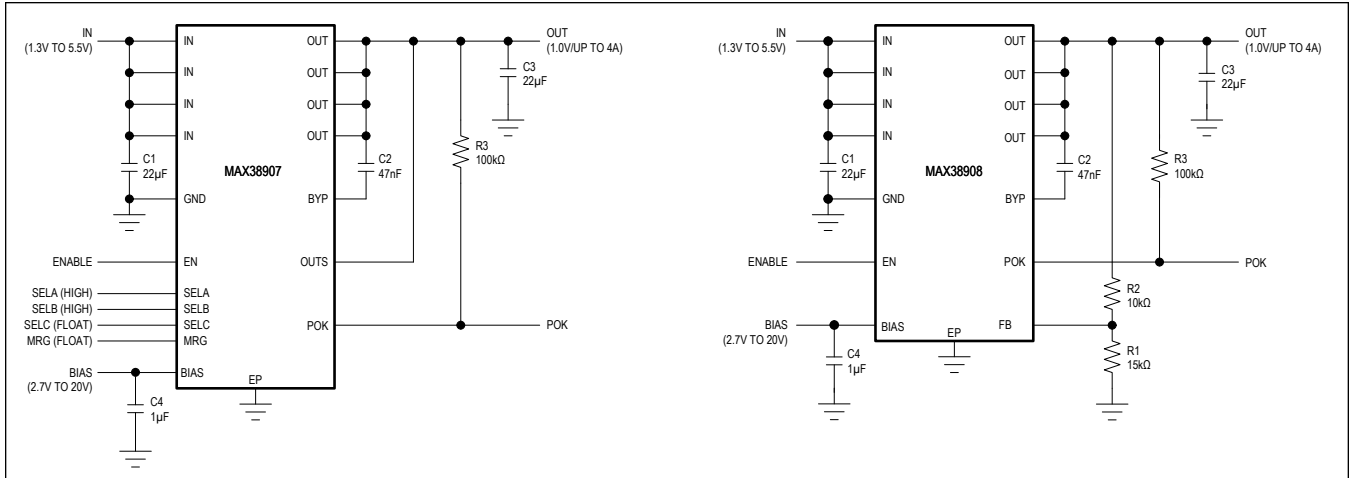 IN
(1.3V TO 5.5V)
IN
IN
IN
IN
C1
22µF
GND
ENABLE
EN
SELA (HIGH)
SELA
SELB (HIGH)
SELB
SELC (FLOAT)
SELC
MRG (FLOAT)
MRG
BIAS
(2.7V TO 20V)
BIAS
C4
1µF
EP
MAX38907
OUT
OUT
OUT
OUT
C2
47nF
BYP
OUTS
POK
R3
100kΩ
C3
22µF
OUT
(1.0V/UP TO 4A)
POK
IN
(1.3V TO 5.5V)
IN
IN
IN
IN
C1
22µF
GND
ENABLE
EN
BIAS
(2.7V TO 20V)
BIAS
C4
1µF
EP
MAX38908
OUT
OUT
OUT
OUT
C2
47nF
BYP
POK
FB
R3
100kΩ
C3
22µF
OUT
(1.0V/UP TO 4A)
POK
R2
10kΩ
R1
15kΩ